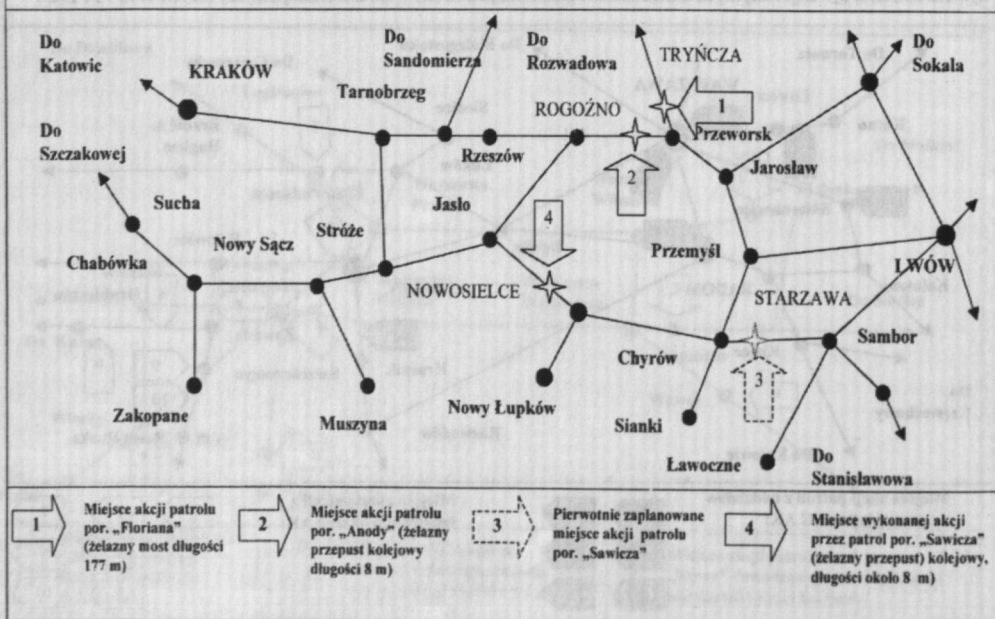 Do
Katowic
KRAKÓW
Do
Sandomierza
Tarnobrzeg
Do
Rozwadowa
TRYŃCZA
Do
Sokala
ROGOŹNO
1
Przeworsk
Do
Szczakowej
Rzeszów
2
Jarosław
Sucha
Jasło
4
Nowy Sącz
Stróże
Przemyśl
Chabówka
LWÓW
NOWOSIELCE
STARZAWA
Chyrów
Sambor
3
Zakopane
Muszyna
Nowy Łupków
Sianki
Ławoczne
Do
Stanisławowa
1
Miejsce akcji patrolu
por. „Floriana”
(żelazny most długości
177 m)
2
Miejsce akcji patrolu
por. „Anody” (żelazny
przepust kolejowy
długości 8 m)
3
Pierwotnie zaplanowane
miejsce akcji patrolu
por. „Sawicza”
4
Miejsce wykonanej akcji
przez patrol por. „Sawicza”
(żelazny przepust) kolejowy,
długości około 8 m)